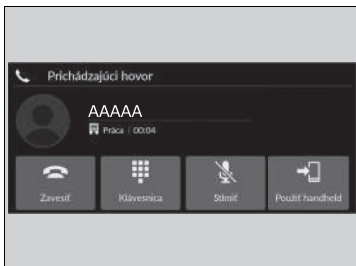 Prichádzajúci hovor
AAAAA
Práca | 00:04
Zavesiť
Klávesnica
Stlmiť
Použiť handheld